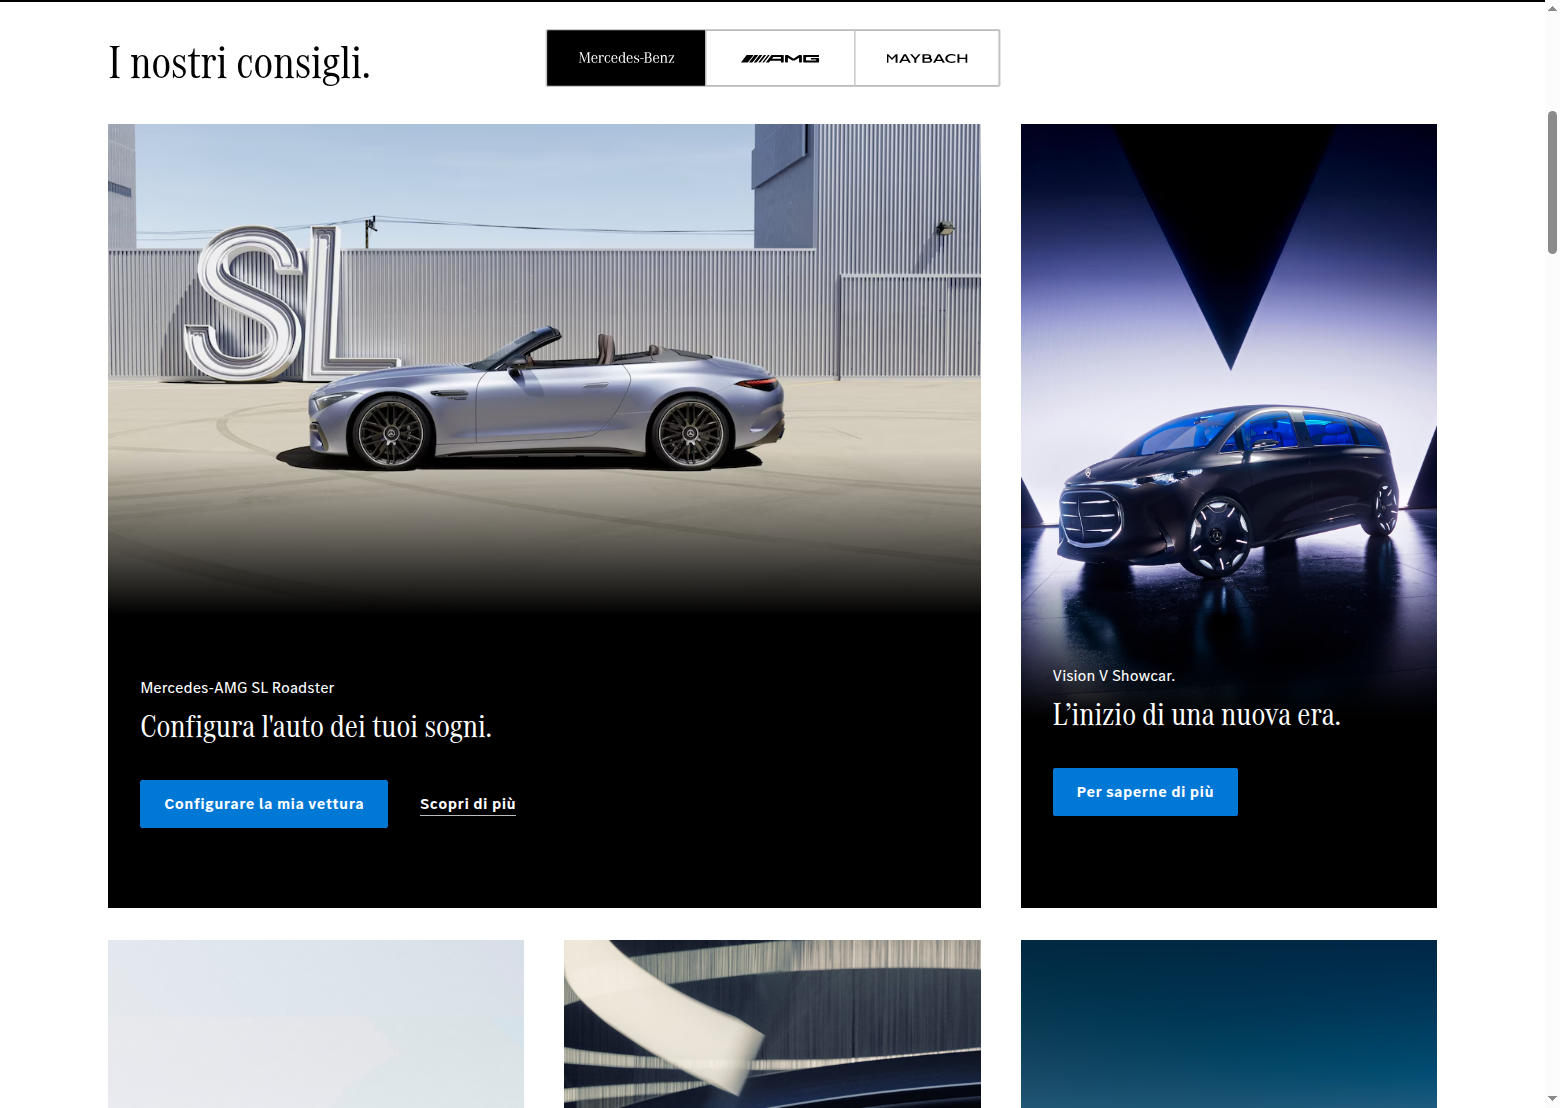 I nostri consigli.
Mercedes-Benz
AMG
MAYBACH
SL
Mercedes-AMG SL Roadster
Configura l'auto dei tuoi sogni.
Configurare la mia vettura
Scopri di più
Vision V Showcar.
L’inizio di una nuova era.
Per saperne di più